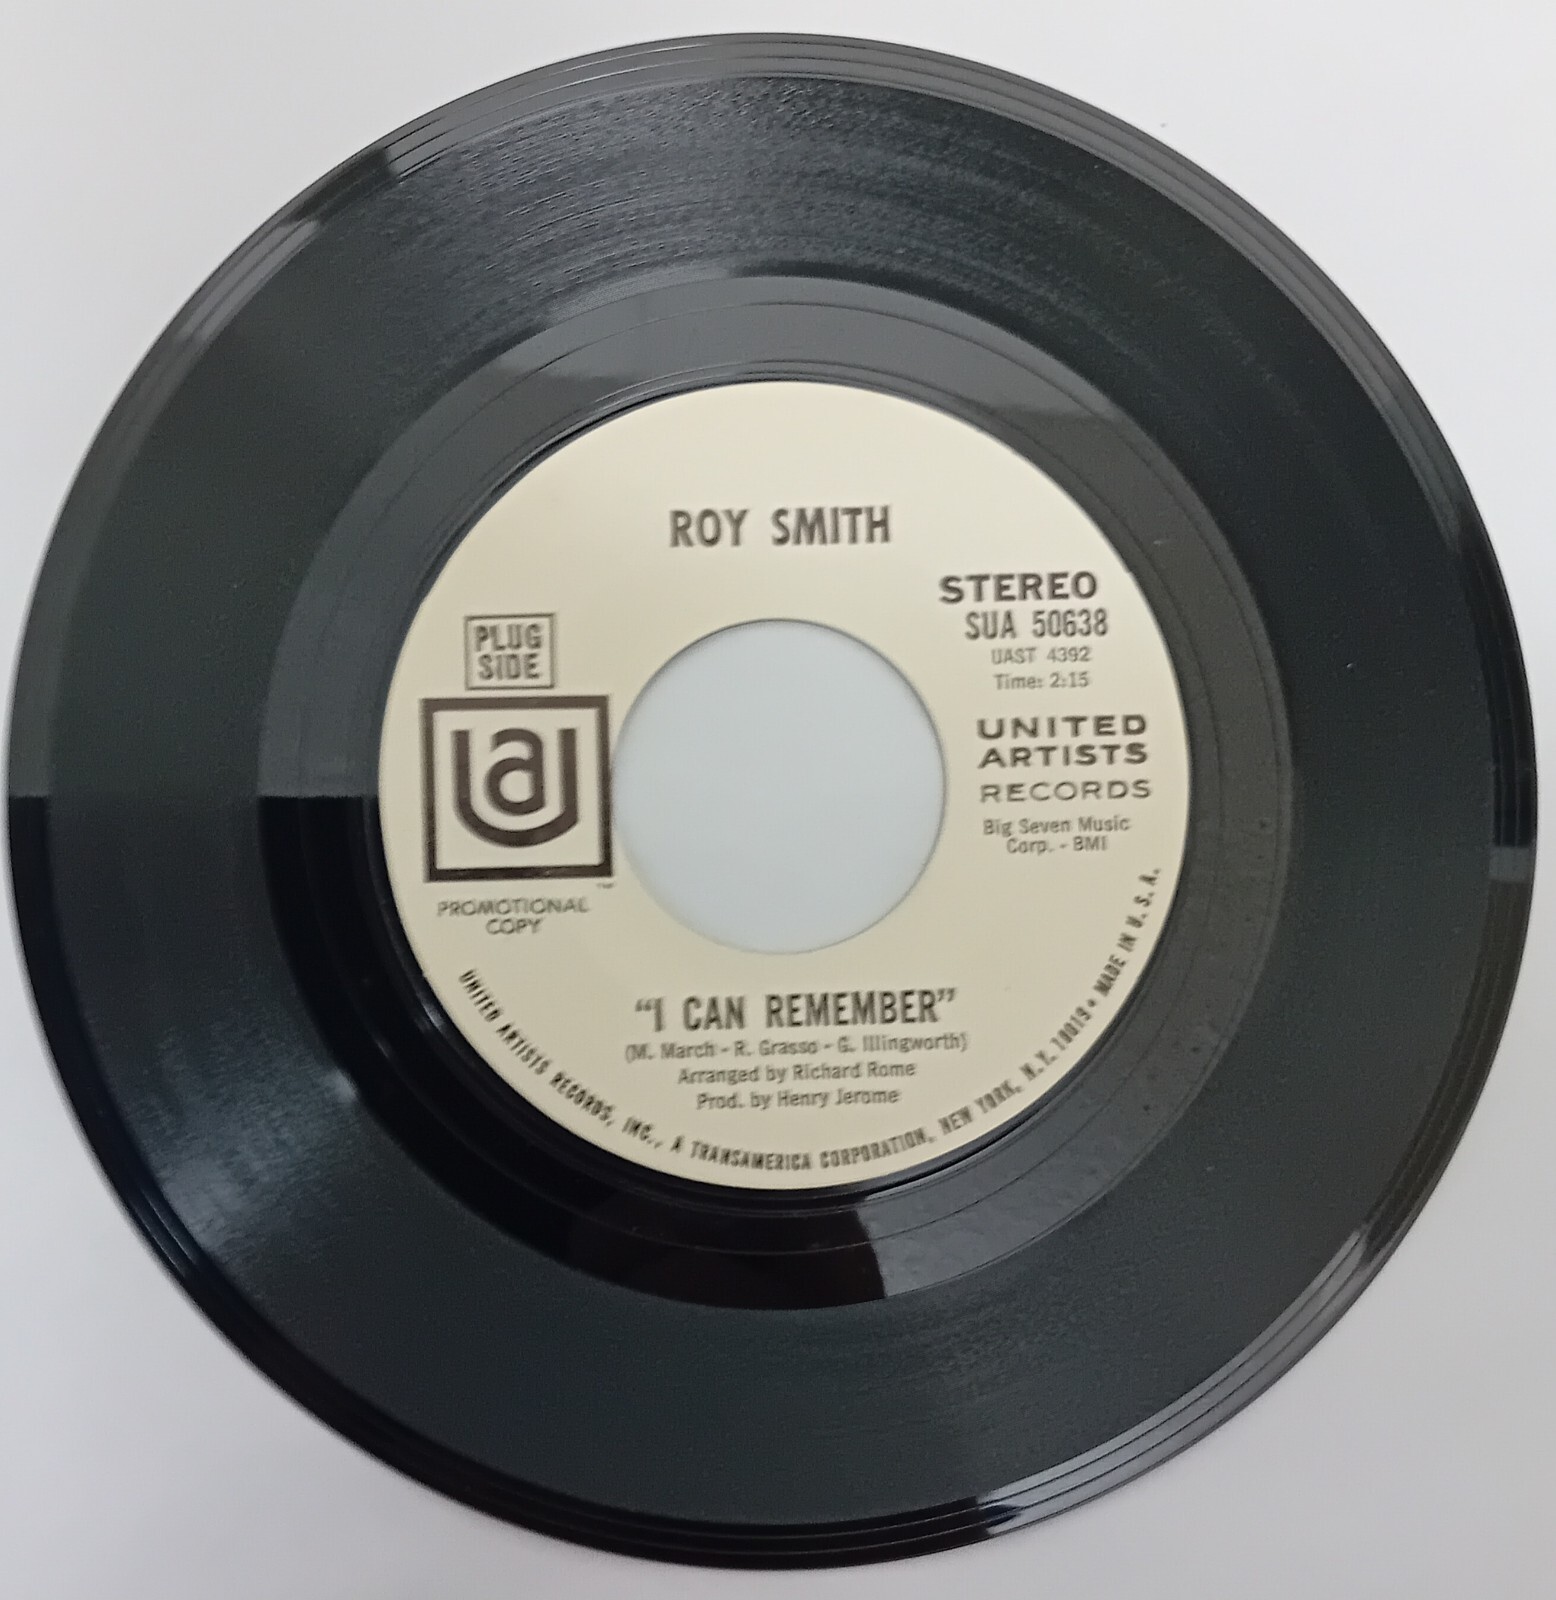 ROY SMITH
STEREO
SUA 50638
UAST 4392
Time: 2:15
PLUG
SIDE
ua
UNITED
ARTISTS
RECORDS
Big Seven Music
Corp. - BMI
™
PROMOTIONAL
COPY
"I CAN REMEMBER"
(M. March - R. Grasso - G. Illingworth)
Arranged by Richard Rome
Prod. by Henry Jerome
UNITED ARTISTS RECORDS, INC., A TRANSAMERICA CORPORATION, NEW YORK, N.Y. 10019 • MADE IN U.S.A.